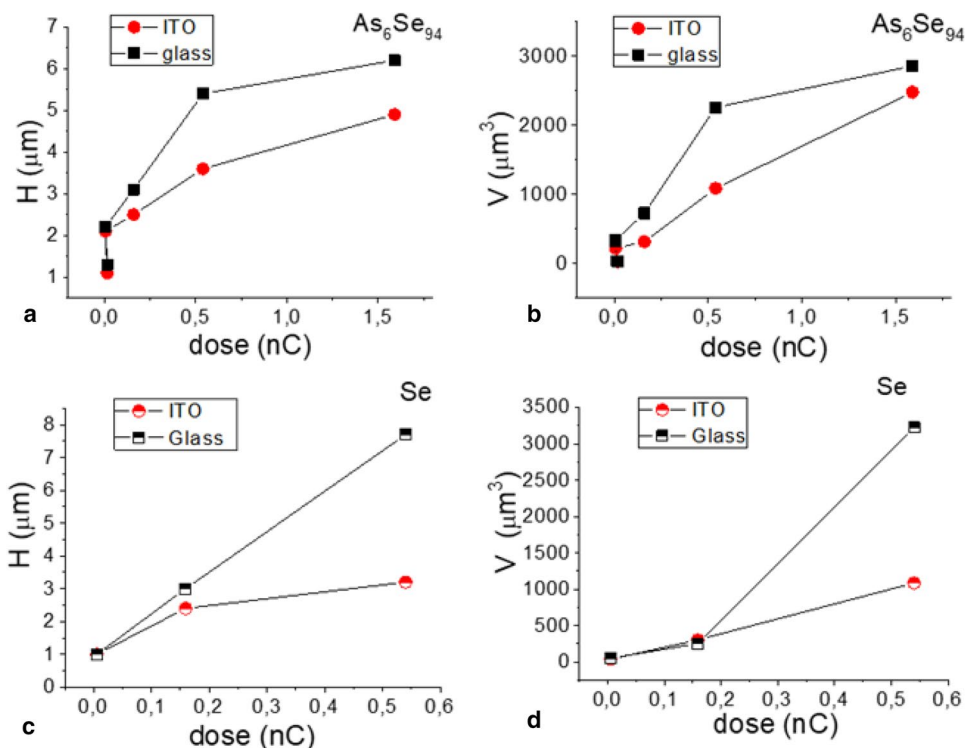 As₆Se₉₄
ITO
glass
7
6
5
4
3
2
1
H (μm)
0,0 0,5 1,0 1,5
dose (nC)
a
As₆Se₉₄
ITO
glass
3000
2000
1000
0
V (μm³)
0,0 0,5 1,0 1,5
dose (nC)
b
Se
ITO
Glass
8
7
6
5
4
3
2
1
0
H (μm)
0,0 0,1 0,2 0,3 0,4 0,5 0,6
dose (nC)
c
Se
ITO
Glass
3500
3000
2500
2000
1500
1000
500
0
V (μm³)
0,0 0,1 0,2 0,3 0,4 0,5 0,6
dose (nC)
d